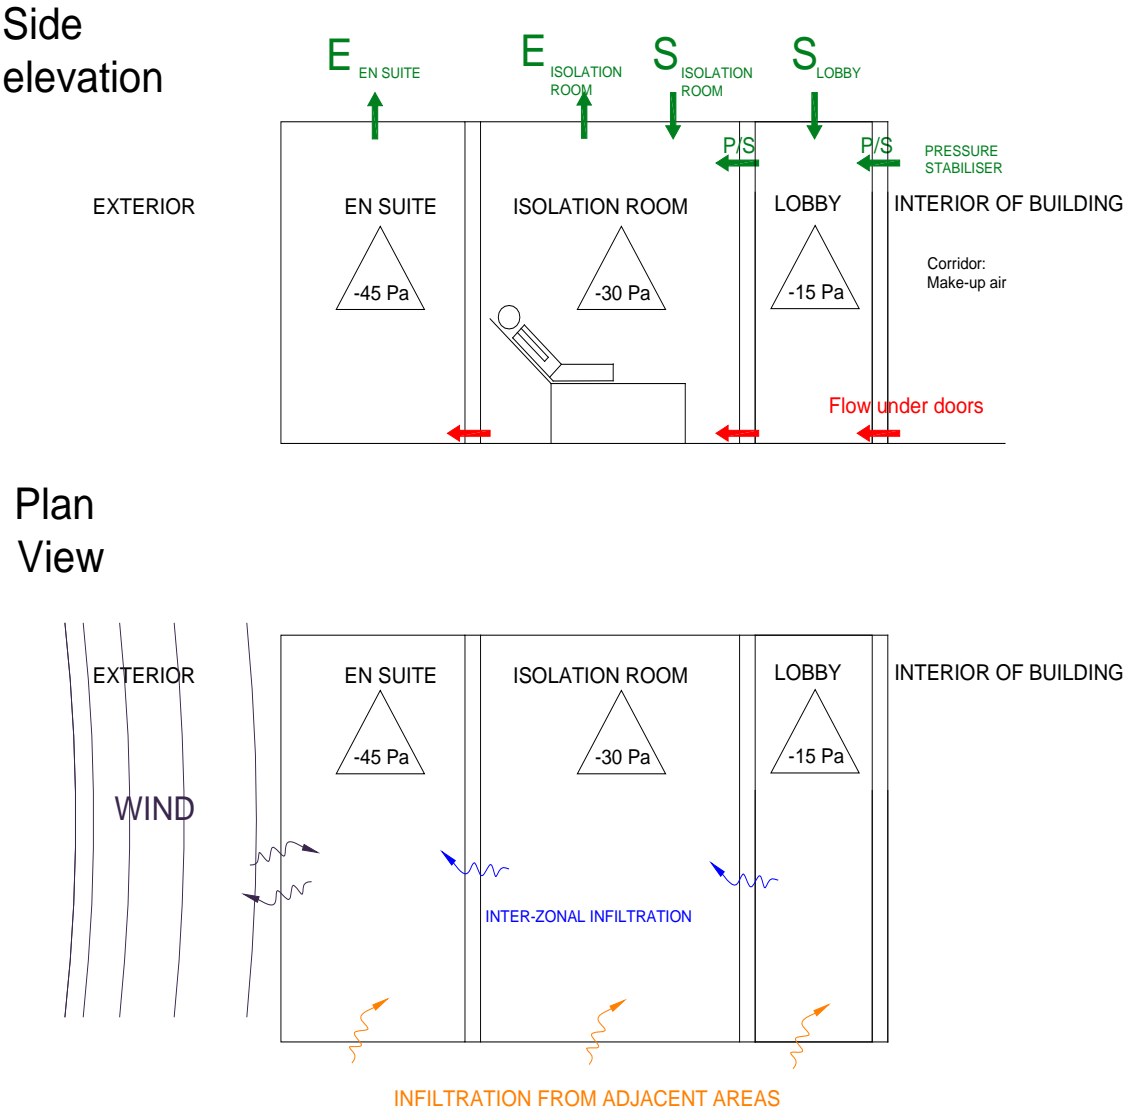 Side
elevation
E EN SUITE
E ISOLATION
ROOM
S ISOLATION
ROOM
S LOBBY
P/S
P/S
PRESSURE
STABILISER
EXTERIOR
EN SUITE
ISOLATION ROOM
LOBBY
INTERIOR OF BUILDING
-45 Pa
-30 Pa
-15 Pa
Corridor:
Make-up air
Flow under doors
Plan
View
EXTERIOR
EN SUITE
ISOLATION ROOM
LOBBY
INTERIOR OF BUILDING
-45 Pa
-30 Pa
-15 Pa
WIND
INTER-ZONAL INFILTRATION
INFILTRATION FROM ADJACENT AREAS